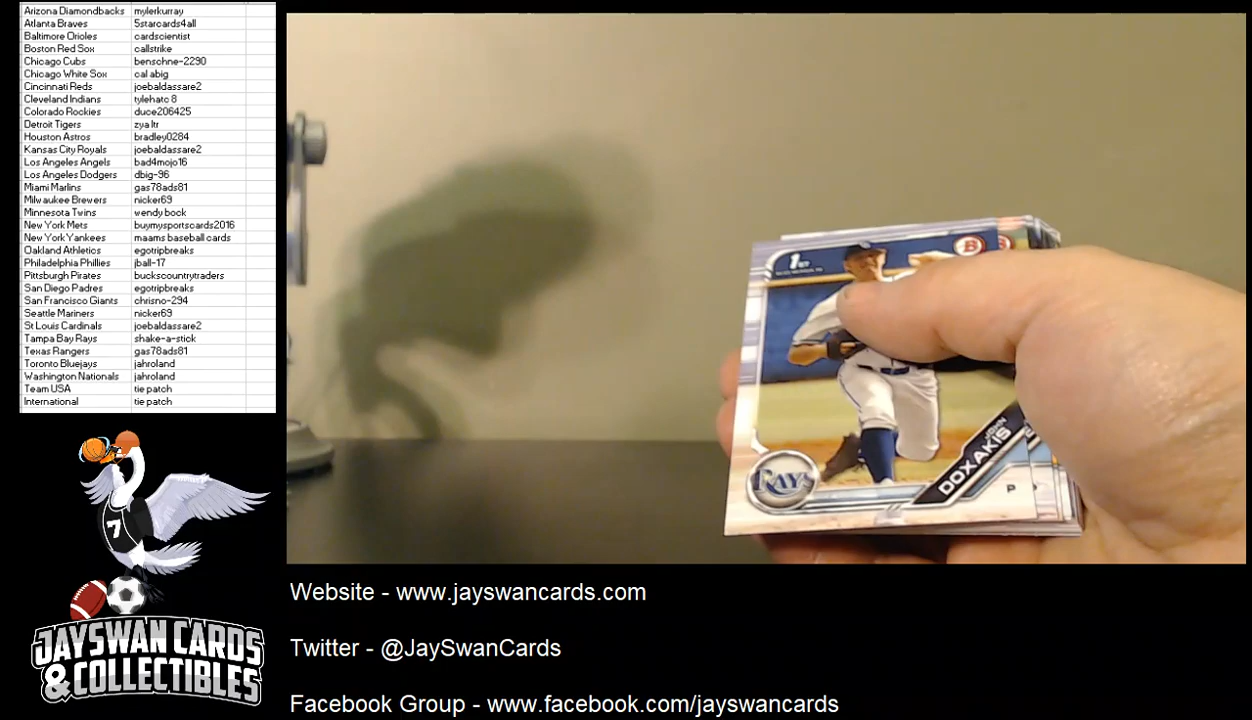 Arizona Diamondbacks mylerkurray
Atlanta Braves 5starcards4all
Baltimore Orioles cardscientist
Boston Red Sox callstrike
Chicago Cubs benschne-2290
Chicago White Sox cal abig
Cincinnati Reds joebaldassare2
Cleveland Indians tylehatc 8
Colorado Rockies duce206425
Detroit Tigers zya ltr
Houston Astros bradley0284
Kansas City Royals joebaldassare2
Los Angeles Angels bad4mojo16
Los Angeles Dodgers dbig-96
Miami Marlins gas78ads81
Milwaukee Brewers nicker69
Minnesota Twins wendy bock
New York Mets buymysportscards2016
New York Yankees maams baseball cards
Oakland Athletics egotripbreaks
Philadelphia Phillies jball-17
Pittsburgh Pirates buckscountrytraders
San Diego Padres egotripbreaks
San Francisco Giants chrisno-294
Seattle Mariners nicker69
St Louis Cardinals joebaldassare2
Tampa Bay Rays shake-a-stick
Texas Rangers gas78ads81
Toronto Bluejays jahroland
Washington Nationals jahroland
Team USA tie patch
International tie patch
7
JAYSWAN CARDS
& COLLECTIBLES
1st
B
RAYS
JOHN
DOXAKIS
P
Website - www.jayswancards.com
Twitter - @JaySwanCards
Facebook Group - www.facebook.com/jayswancards